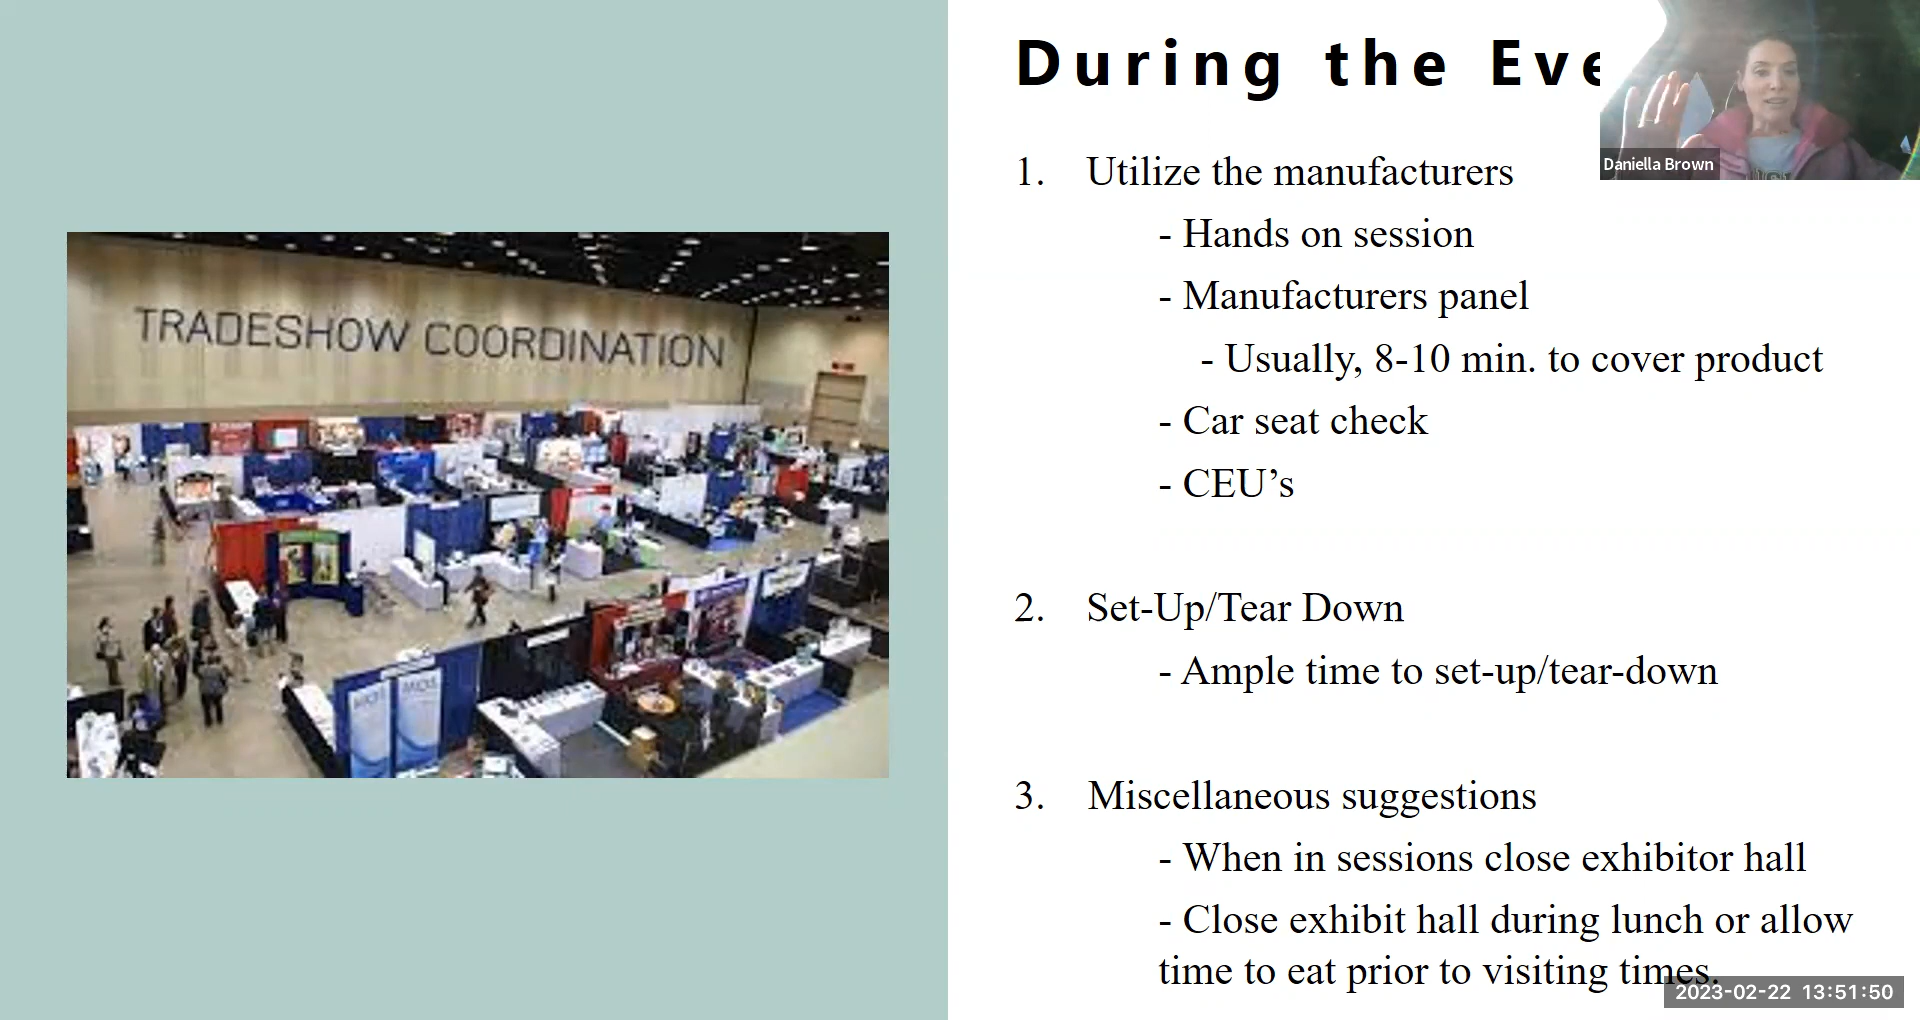 During the Eve
Daniella Brown
1. Utilize the manufacturers
- Hands on session
- Manufacturers panel
- Usually, 8-10 min. to cover product
- Car seat check
- CEU’s
TRADESHOW COORDINATION
2. Set-Up/Tear Down
- Ample time to set-up/tear-down
3. Miscellaneous suggestions
- When in sessions close exhibitor hall
- Close exhibit hall during lunch or allow
time to eat prior to visiting times.
2023-02-22 13:51:50